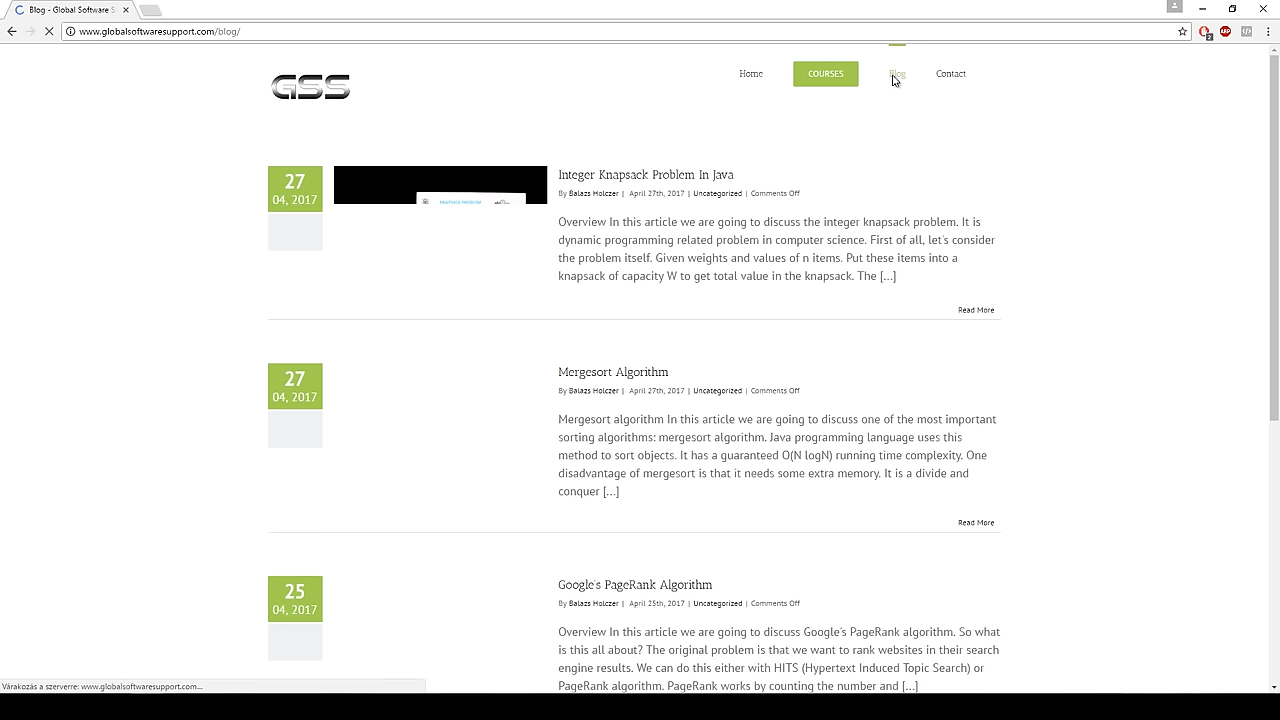 Blog - Global Software S
www.globalsoftwaresupport.com/blog/
GSS
Home
COURSES
Blog
Contact
27
04, 2017
KNAPSACK PROBLEM
Integer Knapsack Problem In Java
By Balazs Holczer | April 27th, 2017 | Uncategorized | Comments Off
Overview In this article we are going to discuss the integer knapsack problem. It is
dynamic programming related problem in computer science. First of all, let's consider
the problem itself. Given weights and values of n items. Put these items into a
knapsack of capacity W to get total value in the knapsack. The [...]
Read More
27
04, 2017
Mergesort Algorithm
By Balazs Holczer | April 27th, 2017 | Uncategorized | Comments Off
Mergesort algorithm In this article we are going to discuss one of the most important
sorting algorithms: mergesort algorithm. Java programming language uses this
method to sort objects. It has a guaranteed O(N logN) running time complexity. One
disadvantage of mergesort is that it needs some extra memory. It is a divide and
conquer [...]
Read More
25
04, 2017
Google's PageRank Algorithm
By Balazs Holczer | April 25th, 2017 | Uncategorized | Comments Off
Overview In this article we are going to discuss Google's PageRank algorithm. So what
is this all about? The original problem is that we want to rank websites in their search
engine results. We can do this either with HITS (Hypertext Induced Topic Search) or
PageRank algorithm. PageRank works by counting the number and [...]
Várakozás a szerverre: www.globalsoftwaresupport.com...